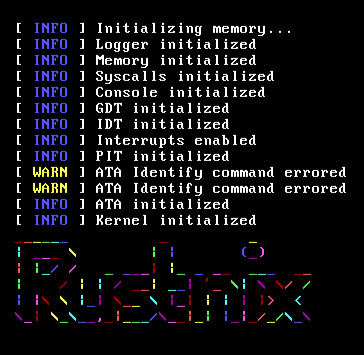 [ INFO ] Initializing memory...
[ INFO ] Logger initialized
[ INFO ] Memory initialized
[ INFO ] Syscalls initialized
[ INFO ] Console initialized
[ INFO ] GDT initialized
[ INFO ] IDT initialized
[ INFO ] Interrupts enabled
[ INFO ] PIT initialized
[ WARN ] ATA Identify command errored
[ WARN ] ATA Identify command errored
[ INFO ] ATA initialized
[ INFO ] Kernel initialized
Rustrix